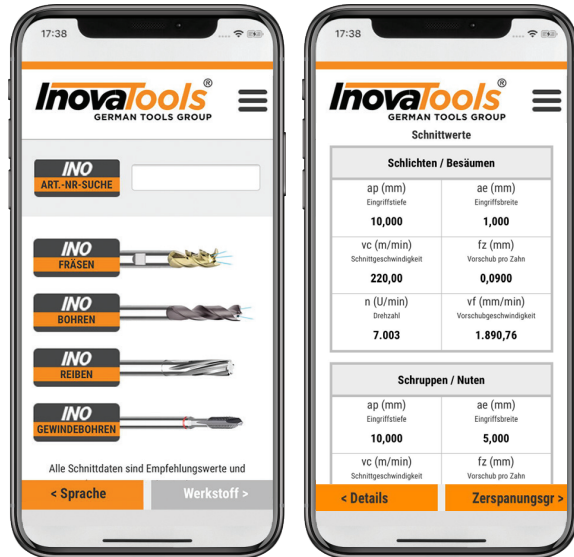 17:38
InovaTools®
GERMAN TOOLS GROUP
INO
ART.-NR-SUCHE
INO
FRÄSEN
INO
BOHREN
INO
REIBEN
INO
GEWINDEBOHREN
Alle Schnittdaten sind Empfehlungswerte und
< Sprache
Werkstoff >
17:38
InovaTools®
GERMAN TOOLS GROUP
Schnittwerte
Schlichten / Besäumen
ap (mm) ae (mm)
Eingriffstiefe Eingriffsbreite
10,000 1,000
vc (m/min) fz (mm)
Schnittgeschwindigkeit Vorschub pro Zahn
220,00 0,0900
n (U/min) vf (mm/min)
Drehzahl Vorschubgeschwindigkeit
7.003 1.890,76
Schruppen / Nuten
ap (mm) ae (mm)
Eingriffstiefe Eingriffsbreite
10,000 5,000
vc (m/min) fz (mm)
Schnittgeschwindigkeit Vorschub pro Zahn
< Details
Zerspanungsgr >